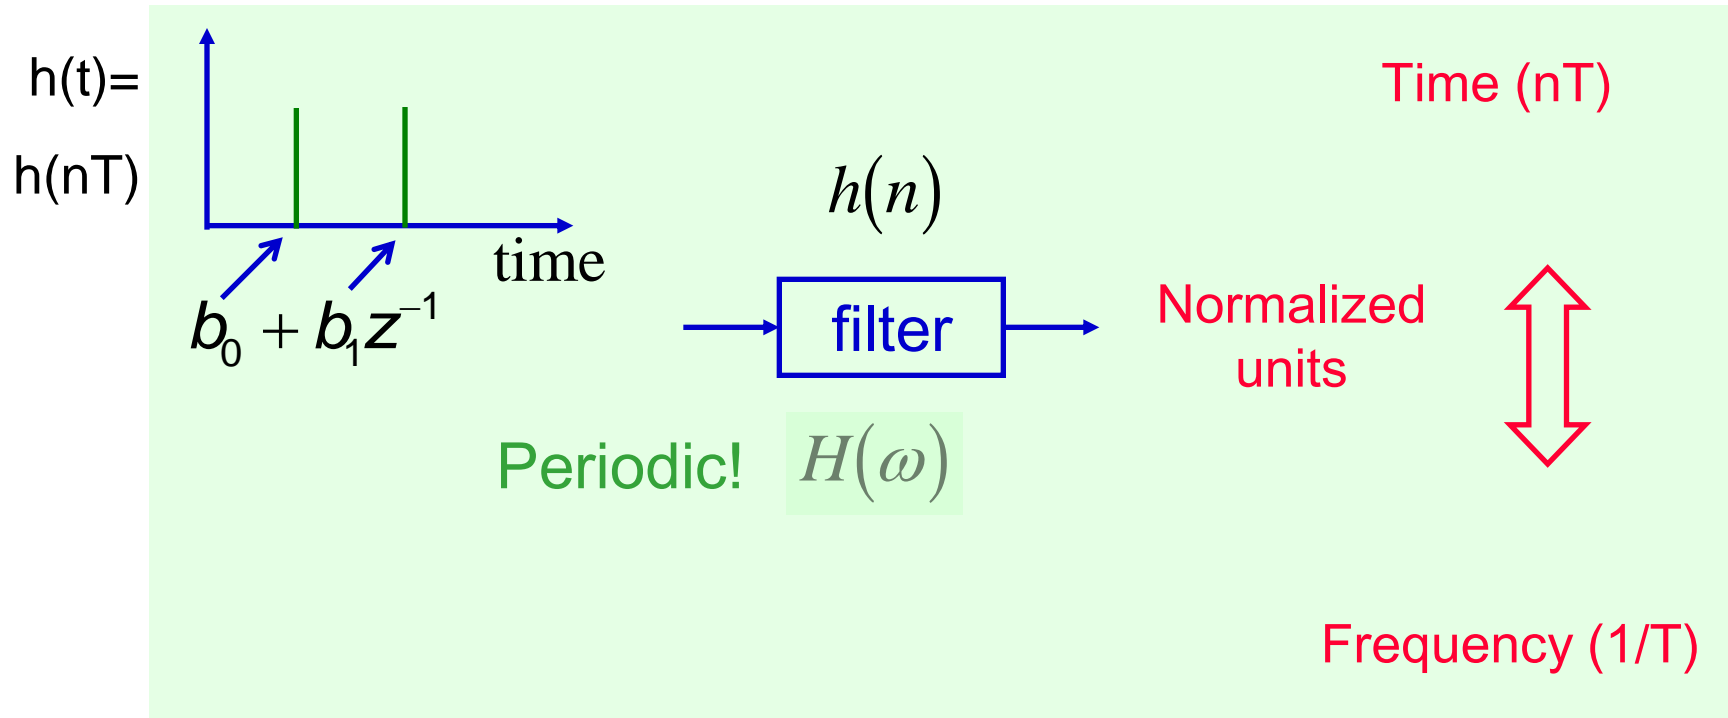 h(t)=
h(nT)
time
b₀ + b₁z⁻¹
h(n)
filter
Periodic!
H(ω)
Time (nT)
Normalized
units
Frequency (1/T)